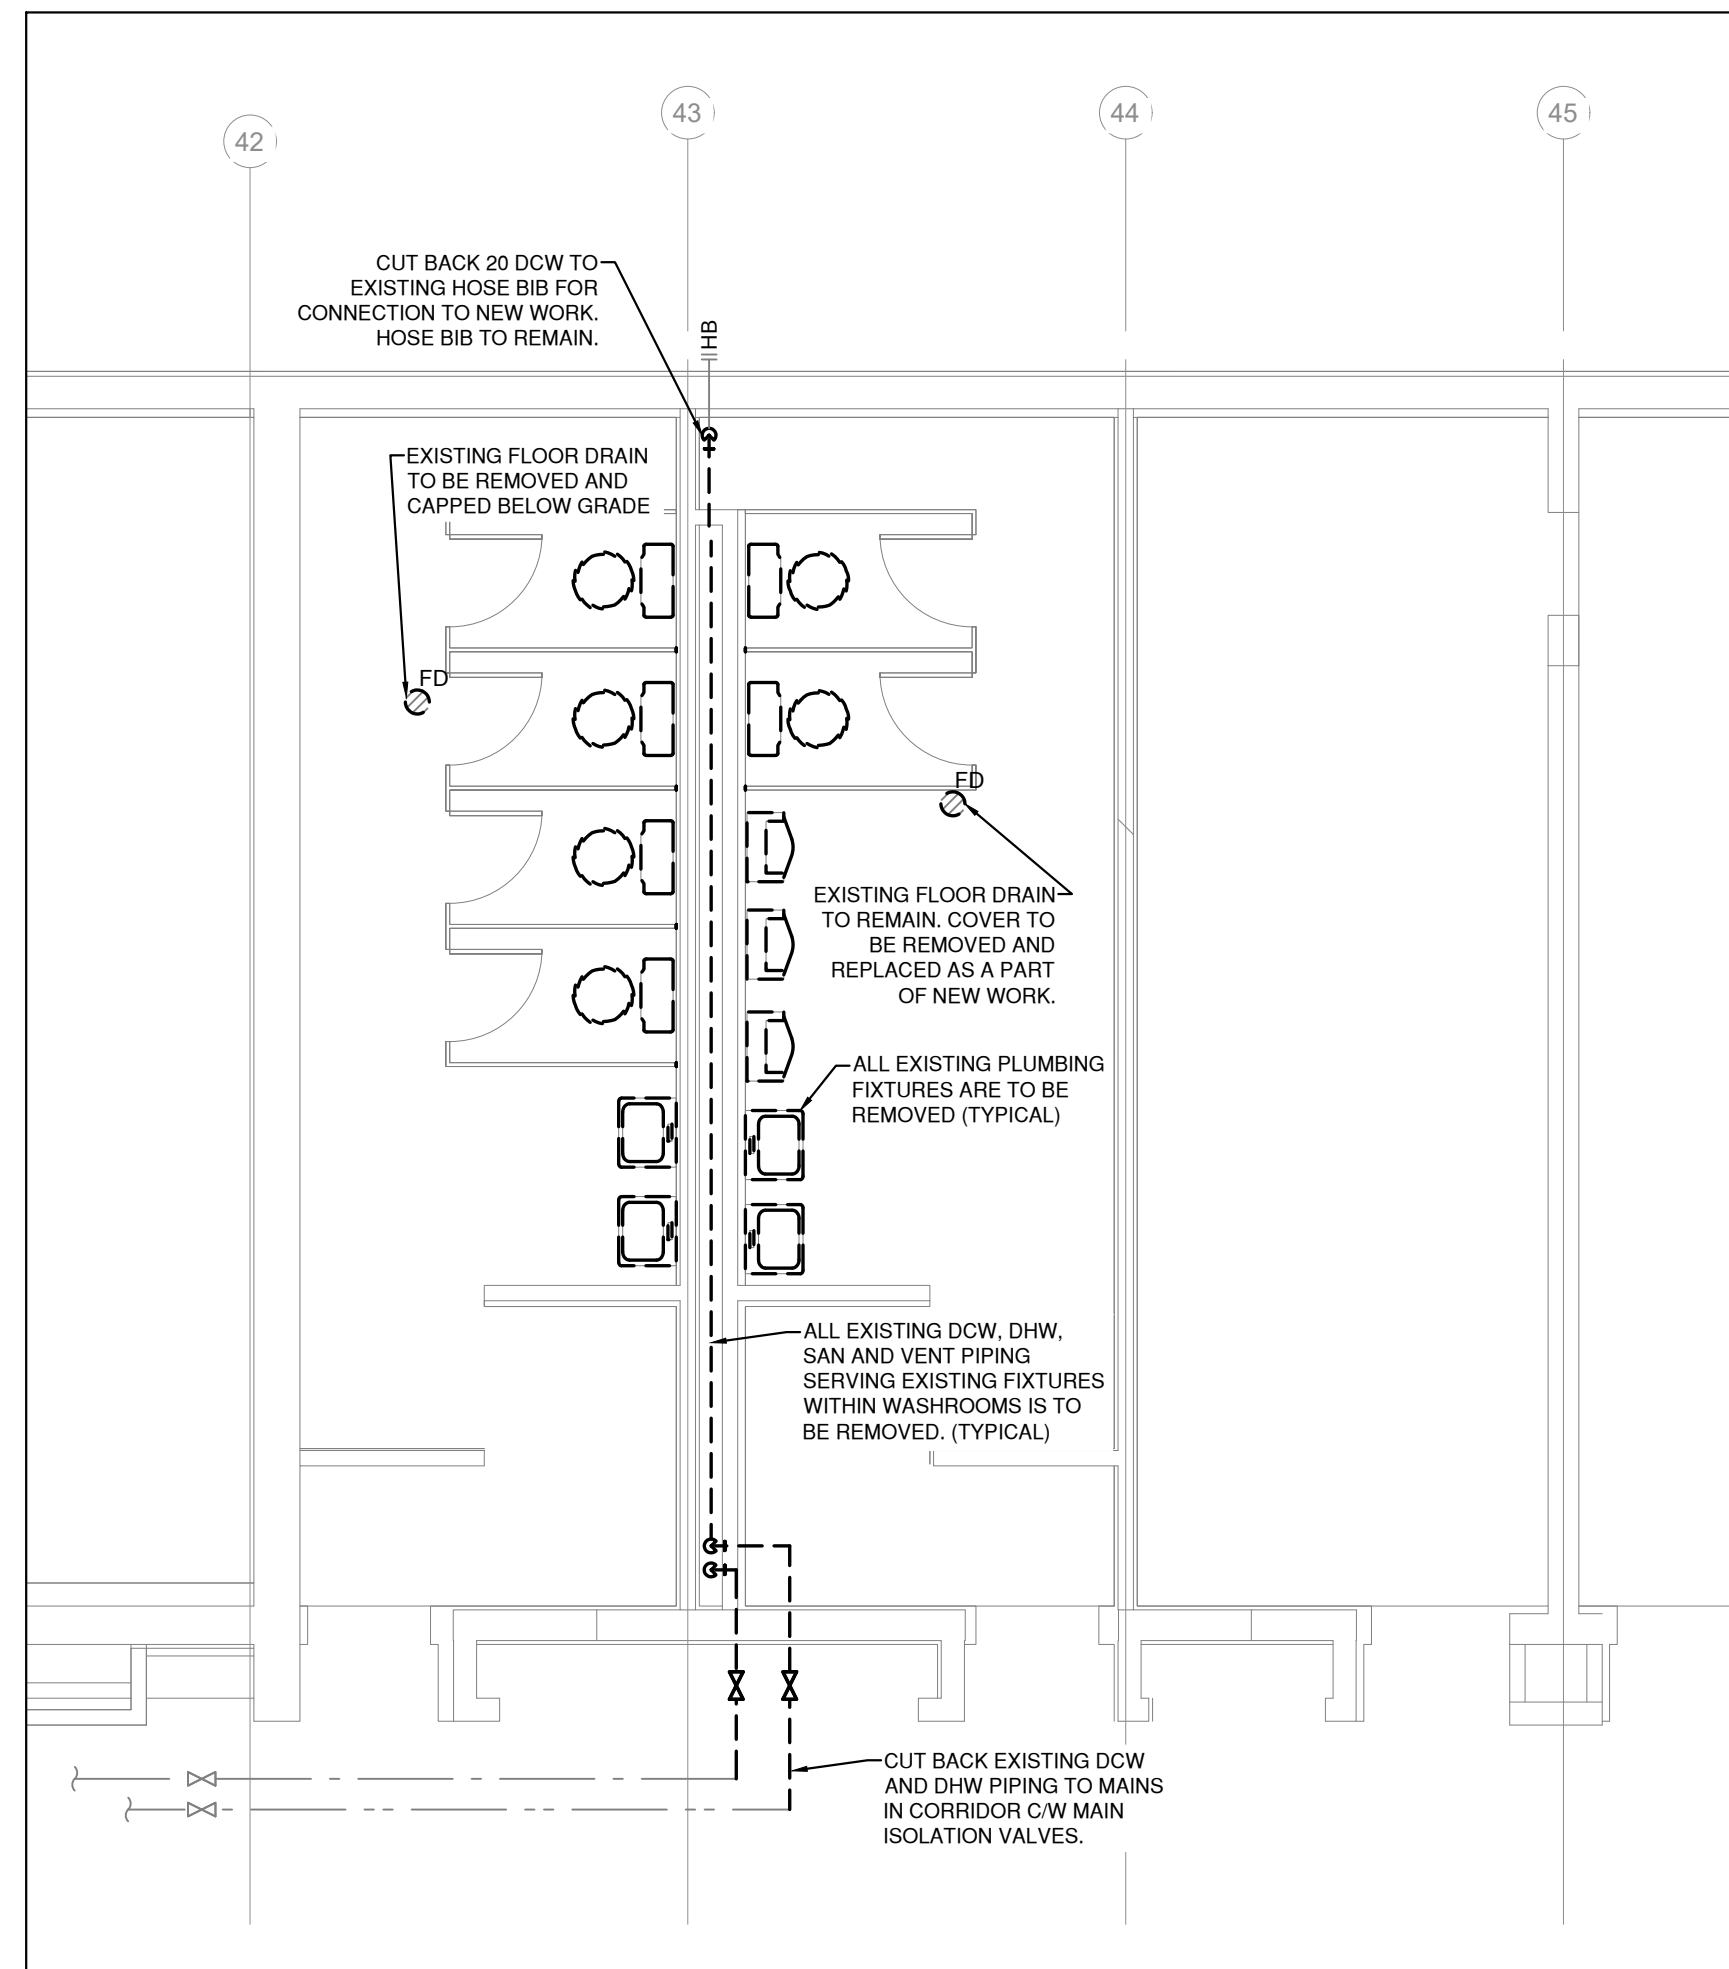 42
43
44
45
CUT BACK 20 DCW TO
EXISTING HOSE BIB FOR
CONNECTION TO NEW WORK.
HOSE BIB TO REMAIN.
HB
EXISTING FLOOR DRAIN
TO BE REMOVED AND
CAPPED BELOW GRADE
FD
FD
EXISTING FLOOR DRAIN
TO REMAIN. COVER TO
BE REMOVED AND
REPLACED AS A PART
OF NEW WORK.
ALL EXISTING PLUMBING
FIXTURES ARE TO BE
REMOVED (TYPICAL)
ALL EXISTING DCW, DHW,
SAN AND VENT PIPING
SERVING EXISTING FIXTURES
WITHIN WASHROOMS IS TO
BE REMOVED. (TYPICAL)
CUT BACK EXISTING DCW
AND DHW PIPING TO MAINS
IN CORRIDOR C/W MAIN
ISOLATION VALVES.